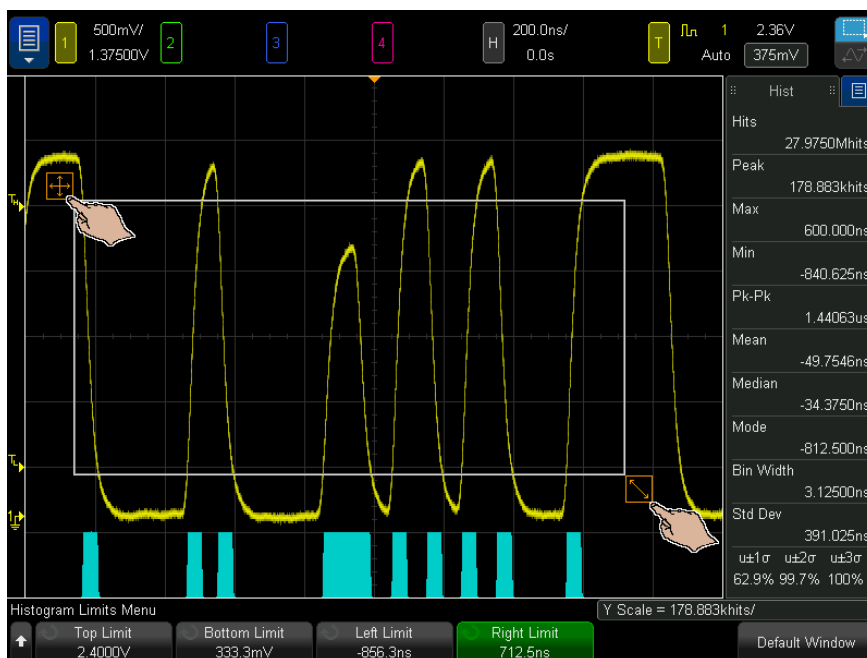 500mV/ 200.0ns/ 1 2.36V
1 2 3 4 H T
1.37500V 0.0s Auto 375mV
Hist
Hits
27.9750Mhits
Peak
178.883khits
Max
600.000ns
Min
-840.625ns
Pk-Pk
1.44063us
Mean
-49.7546ns
Median
-34.3750ns
Mode
-812.500ns
Bin Width
3.12500ns
Std Dev
391.025ns
u±1σ u±2σ u±3σ
62.9% 99.7% 100%
TH
TL
1
Histogram Limits Menu
Y Scale = 178.883khits/
Top Limit Bottom Limit Left Limit Right Limit
2.4000V 333.3mV -856.3ns 712.5ns
Default Window